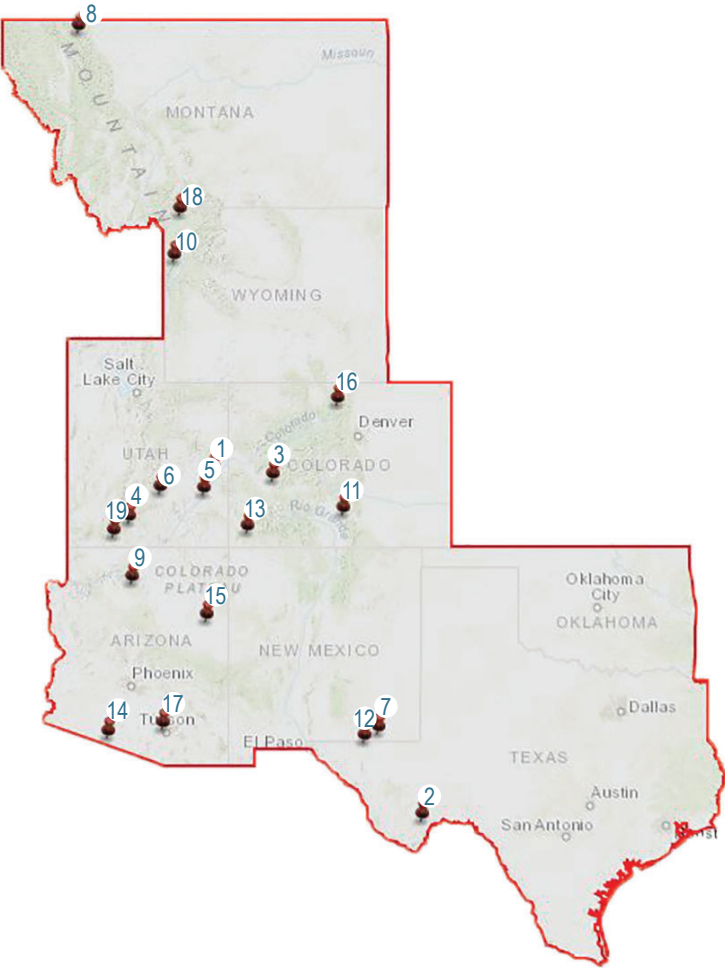 8
Missouri
MOUNTAIN
MONTANA
18
10
WYOMING
Salt
Lake City
16
Denver
Colorado
UTAH
1
3
COLORADO
5
6
4
11
19
13
Rio Grande
9
COLORADO
PLATEAU
Oklahoma
City
15
OKLAHOMA
ARIZONA
NEW MEXICO
Phoenix
14
17
Tucson
12
7
Dallas
El Paso
TEXAS
2
Austin
San Antonio